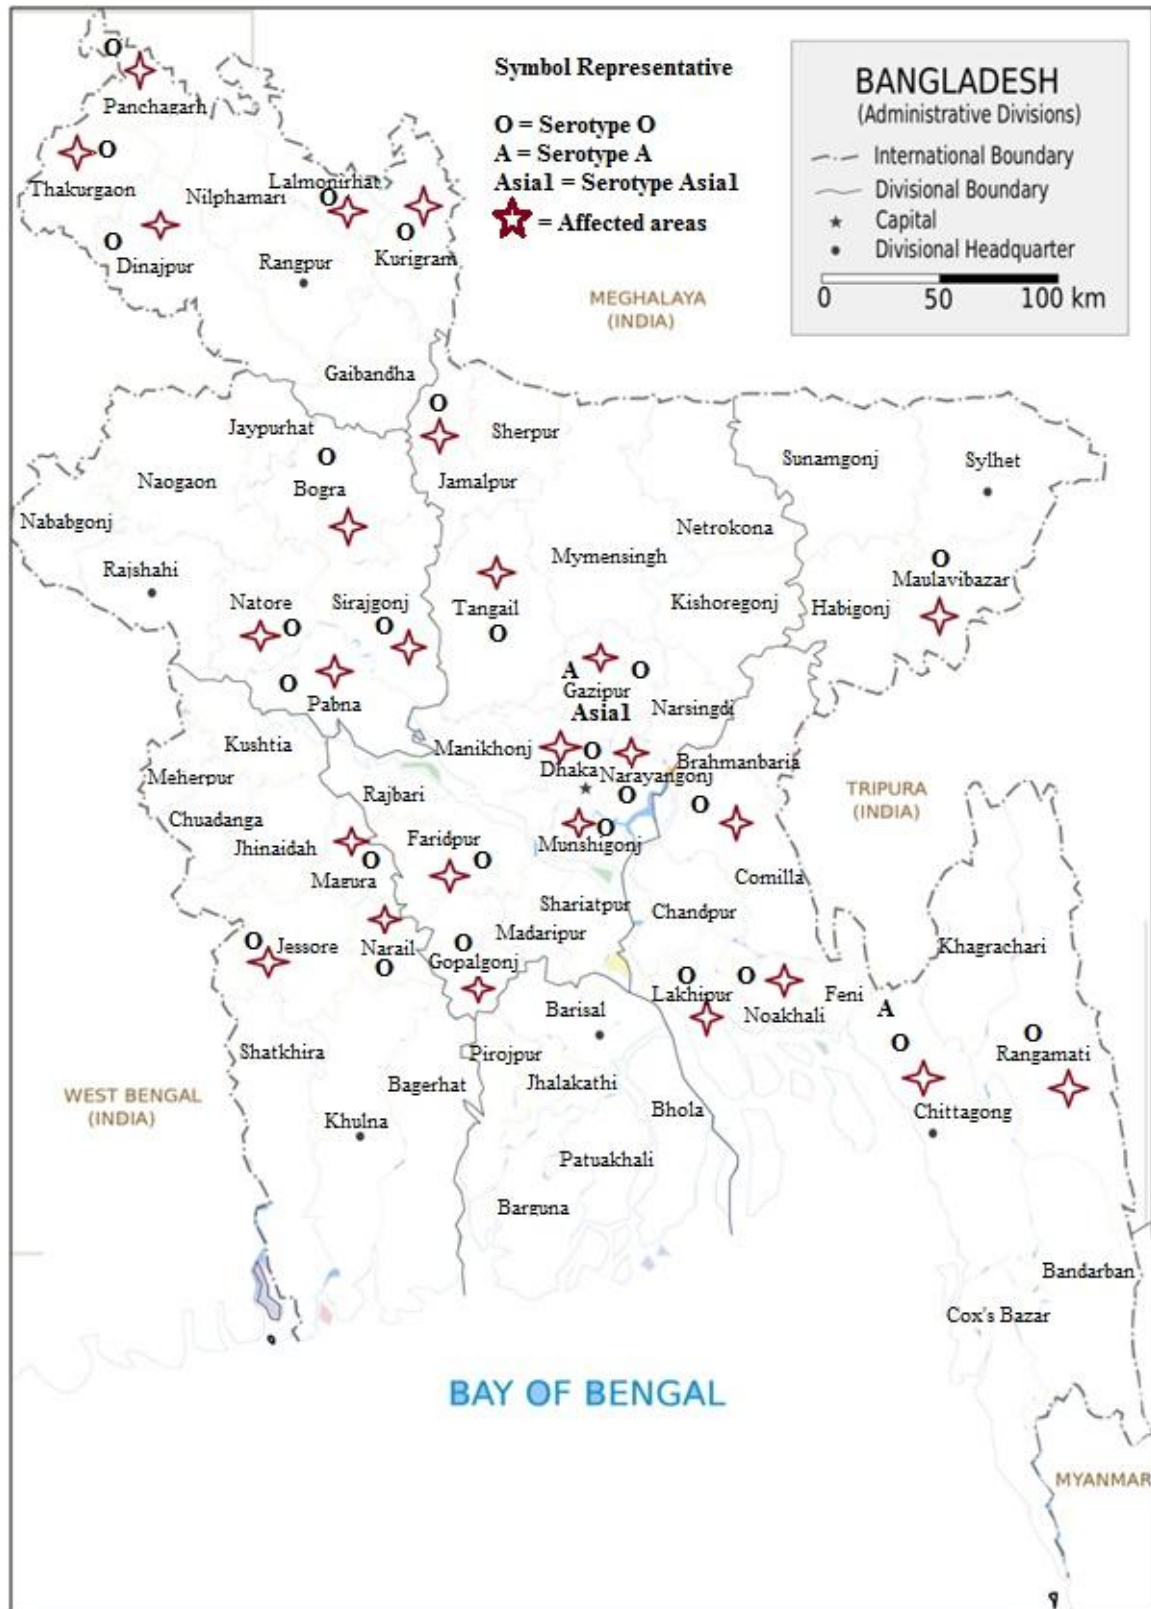 Symbol Representative
O = Serotype O
A = Serotype A
Asia1 = Serotype Asia1
= Affected areas
BANGLADESH
(Administrative Divisions)
International Boundary
Divisional Boundary
Capital
Divisional Headquarter
0 50 100 km
O
Panchagarh
O
Thakurgaon
Nilphamari
Lalmonirhat
O
O
Kurigram
O
Dinajpur
Rangpur
MEGHALAYA
(INDIA)
Gaibandha
O
Sherpur
Jaypurhat
O
Jamalpur
Sunamgonj
Sylhet
Naogaon
Bogra
Nababgonj
Netrokona
Mymensingh
O
Maulavibazar
Rajshahi
Natore
O
Sirajgonj
O
Tangail
O
Kishoregonj
Habigonj
O
Pabna
A
O
Gazipur
Asia1
Narsingdi
Kushtia
Manikhonj
O
Dhaka
Narayangonj
O
Brahmanbaria
O
Meherpur
TRIPURA
(INDIA)
Rajbari
Chuadanga
Jhinaidah
Faridpur
O
O
Munshigonj
O
Magura
Comilla
Shariatpur
Chandpur
Madaripur
O
Jessore
Narail
O
O
Gopalgonj
Khagrachari
O
Lakhipur
O
Noakhali
Feni
A
O
Barisal
O
Rangamati
Shatkhira
Pirojpur
Bagerhat
Jhalakathi
Bhola
WEST BENGAL
(INDIA)
Khulna
Chittagong
Patuakhali
Barguna
Bandarban
Cox's Bazar
BAY OF BENGAL
MYANMAR